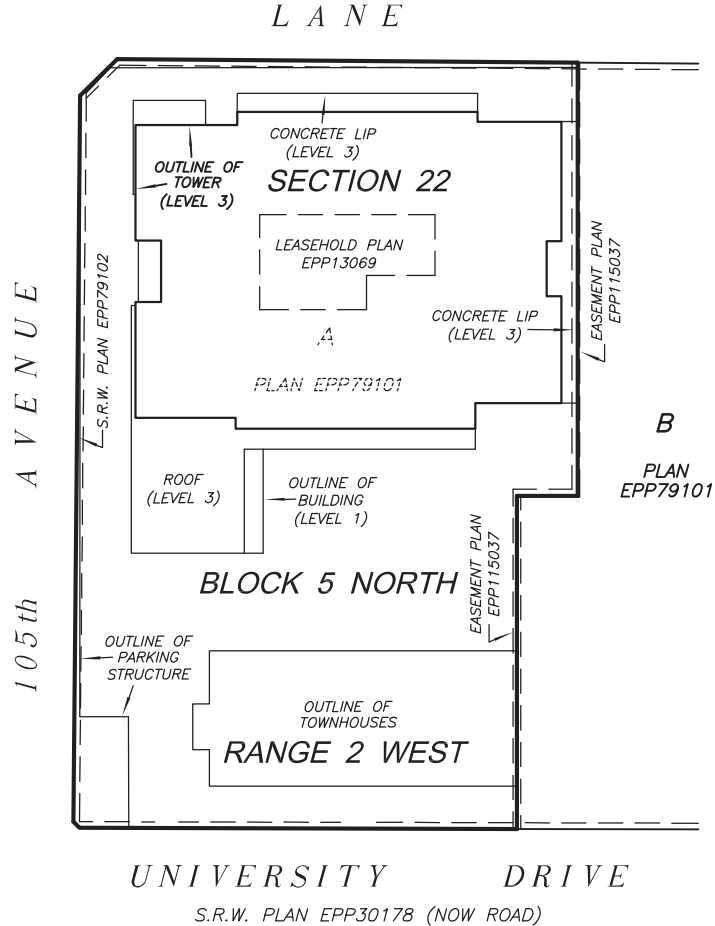 LANE
CONCRETE LIP
(LEVEL 3)
OUTLINE OF
TOWER
(LEVEL 3)
SECTION 22
LEASEHOLD PLAN
EPP13069
S.R.W. PLAN EPP79102
EASEMENT PLAN
EPP115037
CONCRETE LIP
(LEVEL 3)
A
PLAN EPP79101
105th AVENUE
B
PLAN
EPP79101
ROOF
(LEVEL 3)
OUTLINE OF
BUILDING
(LEVEL 1)
EASEMENT PLAN
EPP115037
BLOCK 5 NORTH
OUTLINE OF
PARKING
STRUCTURE
OUTLINE OF
TOWNHOUSES
RANGE 2 WEST
UNIVERSITY DRIVE
S.R.W. PLAN EPP30178 (NOW ROAD)